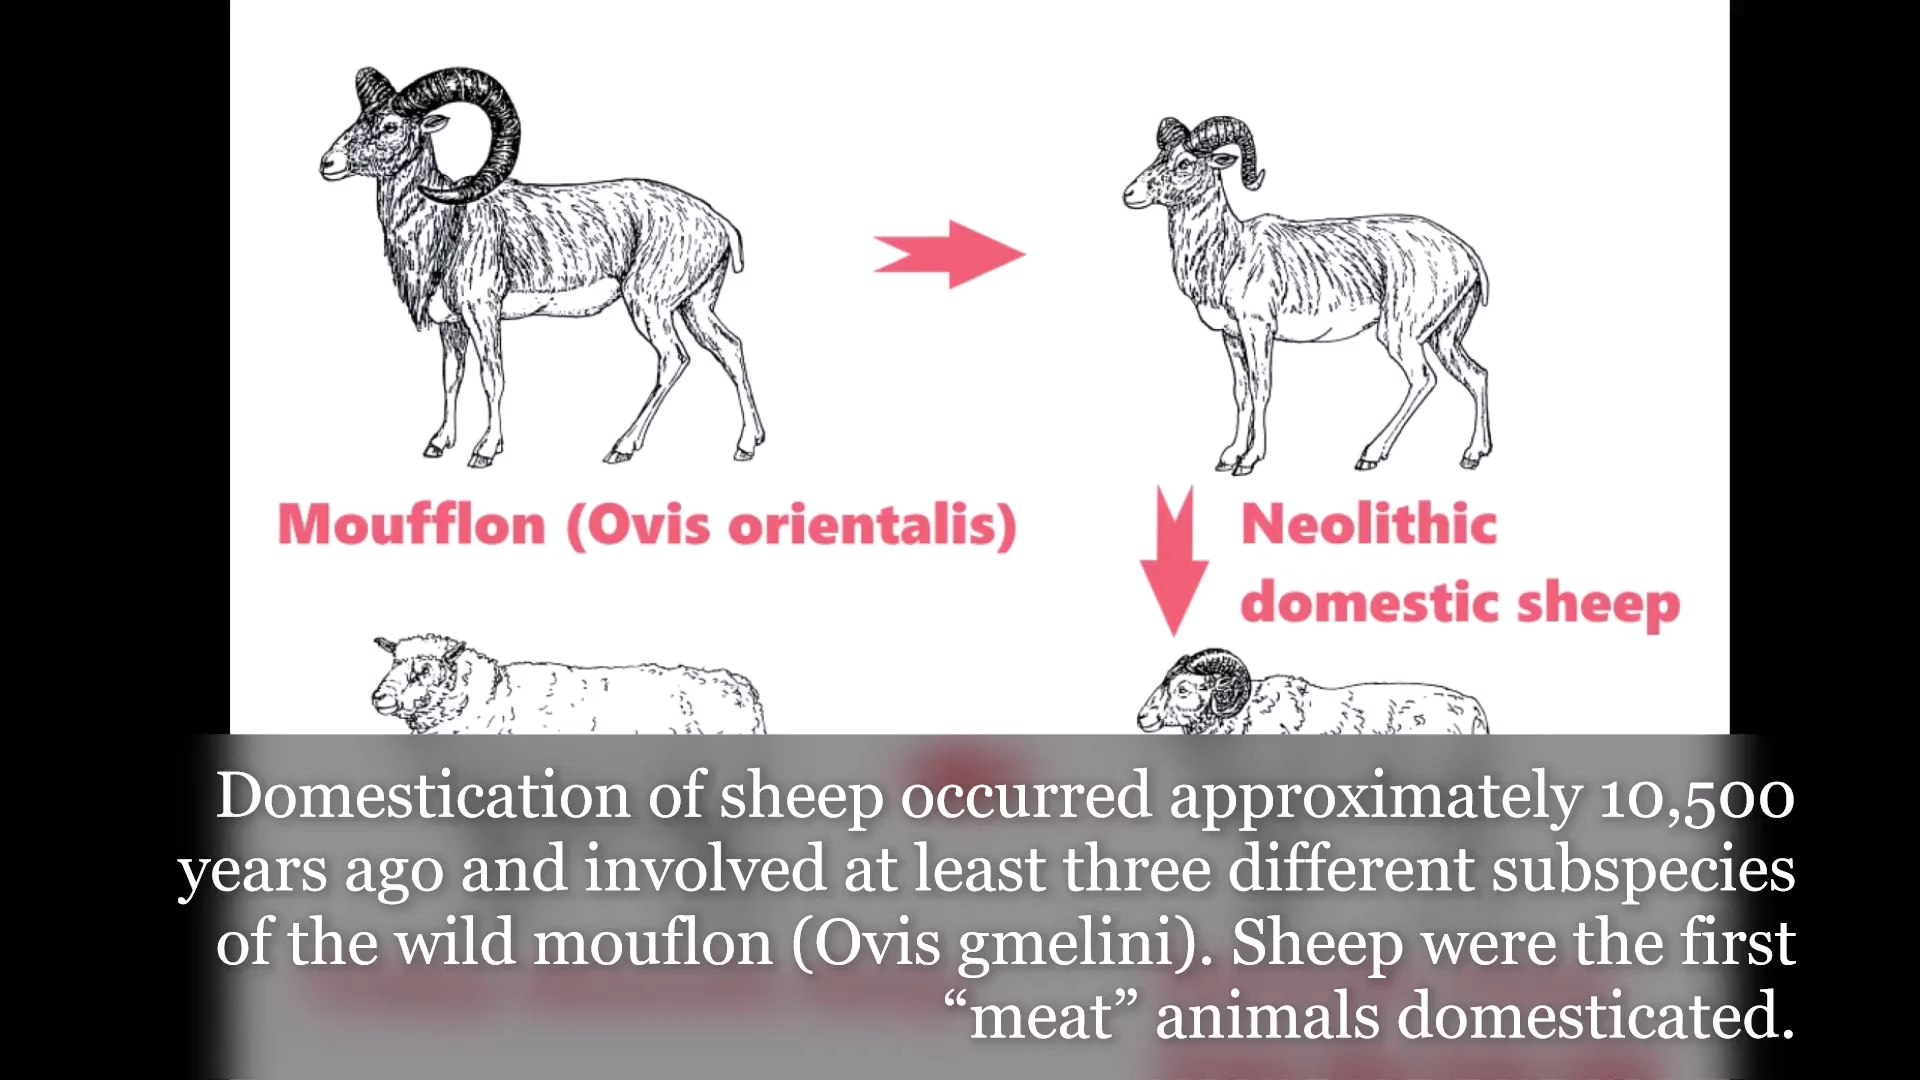 Moufflon (Ovis orientalis)
Neolithic
domestic sheep
Domestication of sheep occurred approximately 10,500
years ago and involved at least three different subspecies
of the wild mouflon (Ovis gmelini). Sheep were the first
“meat” animals domesticated.